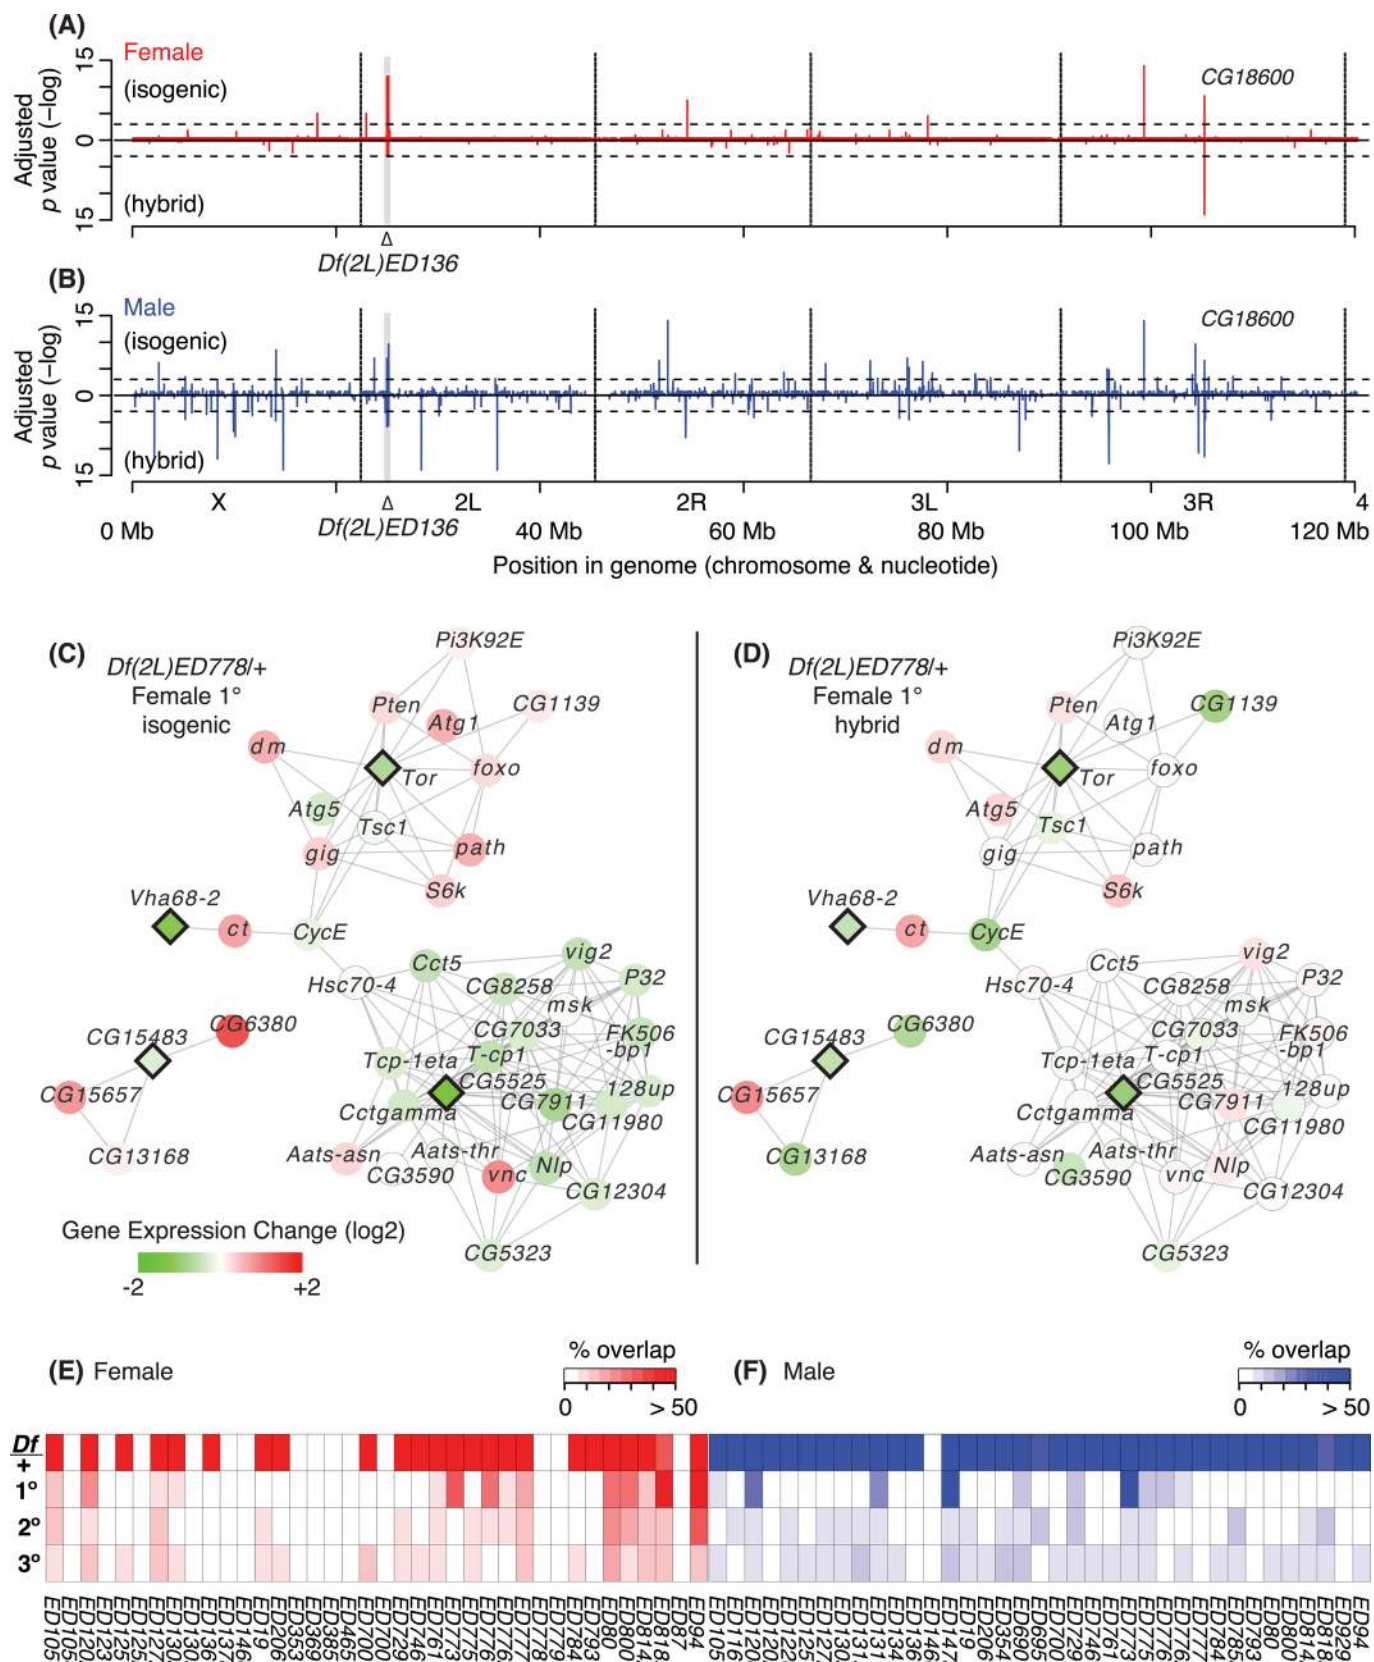 (A)
Female
(isogenic)
(hybrid)
CG18600
Adjusted
p value (–log)
15
0
15
Δ
Df(2L)ED136
(B)
Male
(isogenic)
(hybrid)
CG18600
Adjusted
p value (–log)
15
0
15
X
2L
2R
3L
3R
4
Δ
Df(2L)ED136
0 Mb
40 Mb
60 Mb
80 Mb
100 Mb
120 Mb
Position in genome (chromosome & nucleotide)
(C)
Df(2L)ED778/+
Female 1°
isogenic
Pi3K92E
Pten
Atg1
CG1139
dm
Tor
foxo
Atg5
Tsc1
gig
path
S6k
Vha68-2
ct
CycE
Hsc70-4
Cct5
vig2
CG8258
P32
msk
CG6380
CG15483
CG7033
FK506
-bp1
Tcp-1eta
T-cp1
CG5525
CG15657
CG7911
128up
Cctgamma
CG11980
CG13168
Aats-asn
Aats-thr
CG3590
vnc
Nlp
CG12304
CG5323
Gene Expression Change (log2)
-2
+2
(D)
Df(2L)ED778/+
Female 1°
hybrid
Pi3K92E
Pten
Atg1
CG1139
dm
Tor
foxo
Atg5
Tsc1
gig
path
S6k
Vha68-2
ct
CycE
Hsc70-4
Cct5
vig2
CG8258
P32
msk
CG6380
CG15483
CG7033
FK506
-bp1
Tcp-1eta
T-cp1
CG5525
CG15657
CG7911
128up
Cctgamma
CG11980
CG13168
Aats-asn
Aats-thr
CG3590
vnc
Nlp
CG12304
CG5323
(E) Female
% overlap
0
> 50
(F) Male
% overlap
0
> 50
Df
+
1°
2°
3°